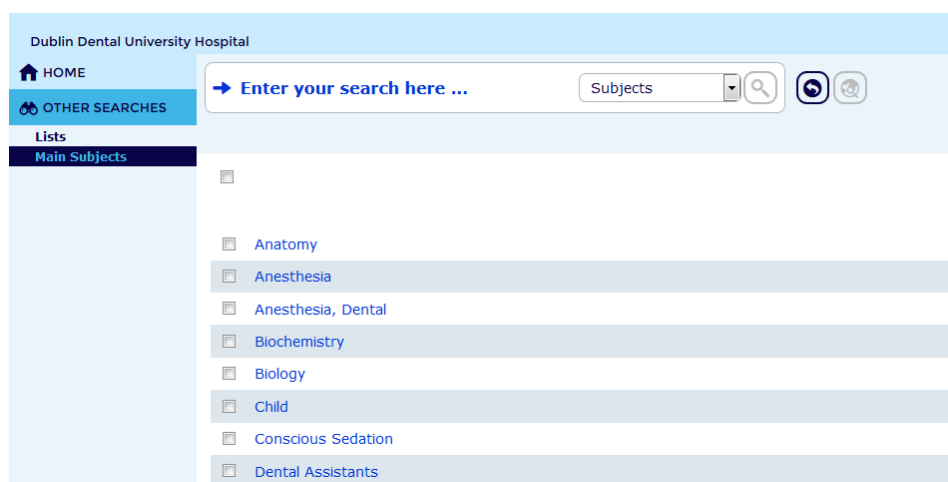 Dublin Dental University Hospital
HOME
OTHER SEARCHES
Lists
Main Subjects
Enter your search here ...
Subjects
Anatomy
Anesthesia
Anesthesia, Dental
Biochemistry
Biology
Child
Conscious Sedation
Dental Assistants